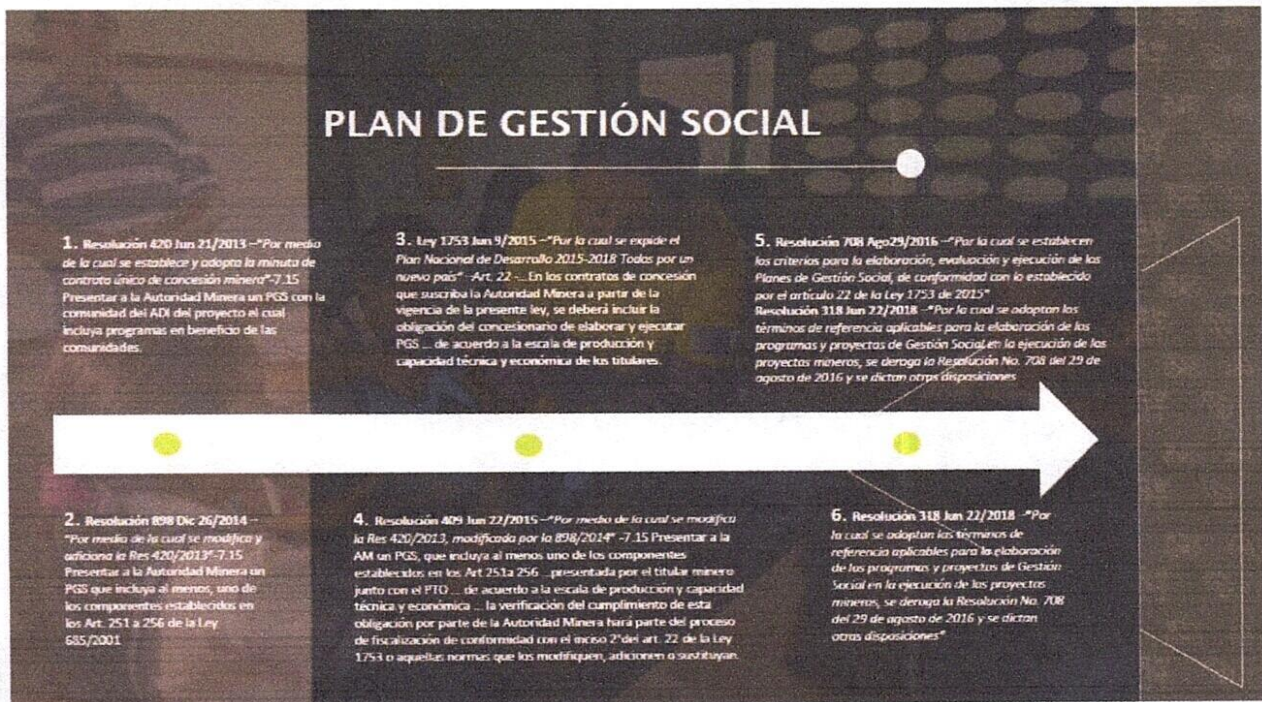 PLAN DE GESTIÓN SOCIAL
1. Resolución 420 Jun 21/2013 –"Por medio
de la cual se establece y adopta la minuta de
contrato único de concesión minera"-7.15
Presentar a la Autoridad Minera un PGS con la
comunidad del ADI del proyecto el cual
incluya programas en beneficio de las
comunidades.
2. Resolución 898 Dic 26/2014 –
"Por medio de la cual se modifica y
adiciona la Res 420/2013"-7.15
Presentar a la Autoridad Minera un
PGS que incluya al menos, uno de
los componentes establecidos en
los Art. 251 a 256 de la Ley
685/2001
3. Ley 1753 Jun 9/2015 –"Por la cual se expide el
Plan Nacional de Desarrollo 2015-2018 Todos por un
nuevo país" -Art. 22 -... En los contratos de concesión
que suscriba la Autoridad Minera a partir de la
vigencia de la presente ley, se deberá incluir la
obligación del concesionario de elaborar y ejecutar
PGS ... de acuerdo a la escala de producción y
capacidad técnica y económica de los titulares.
4. Resolución 409 Jun 22/2015 –"Por medio de la cual se modifica
la Res 420/2013, modificada por la 898/2014" -7.15 Presentar a la
AM un PGS, que incluya al menos uno de los componentes
establecidos en los Art 251a 256 ...presentada por el titular minero
junto con el PTO ... de acuerdo a la escala de producción y capacidad
técnica y económica ... la verificación del cumplimiento de esta
obligación por parte de la Autoridad Minera hará parte del proceso
de fiscalización de conformidad con el inciso 2°del art. 22 de la Ley
1753 o aquellas normas que los modifiquen, adicionen o sustituyan.
5. Resolución 708 Ago29/2016 –"Por la cual se establecen
los criterios para la elaboración, evaluación y ejecución de los
Planes de Gestión Social, de conformidad con lo establecido
por el artículo 22 de la Ley 1753 de 2015"
Resolución 318 Jun 22/2018 –"Por la cual se adoptan los
términos de referencia aplicables para la elaboración de los
programas y proyectos de Gestión Social en la ejecución de los
proyectos mineros, se deroga la Resolución No. 708 del 29 de
agosto de 2016 y se dictan otras disposiciones
6. Resolución 318 Jun 22/2018 –"Por
la cual se adoptan los términos de
referencia aplicables para la elaboración
de los programas y proyectos de Gestión
Social en la ejecución de los proyectos
mineros, se deroga la Resolución No. 708
del 29 de agosto de 2016 y se dictan
otras disposiciones"